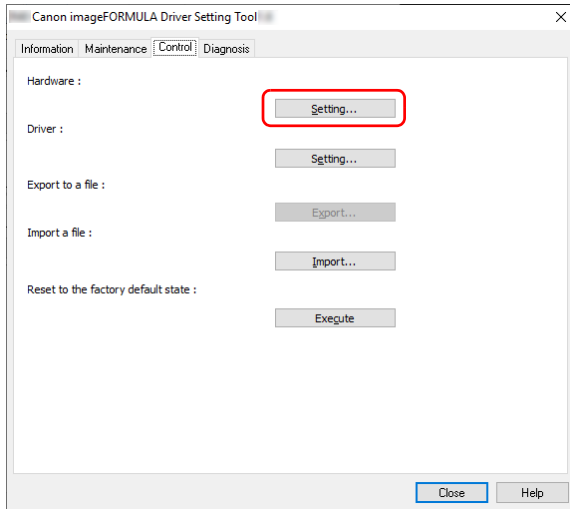 Canon imageFORMULA Driver Setting Tool
Information Maintenance Control Diagnosis
Hardware :
Setting...
Driver :
Setting...
Export to a file :
Export...
Import a file :
Import...
Reset to the factory default state :
Execute
Close Help